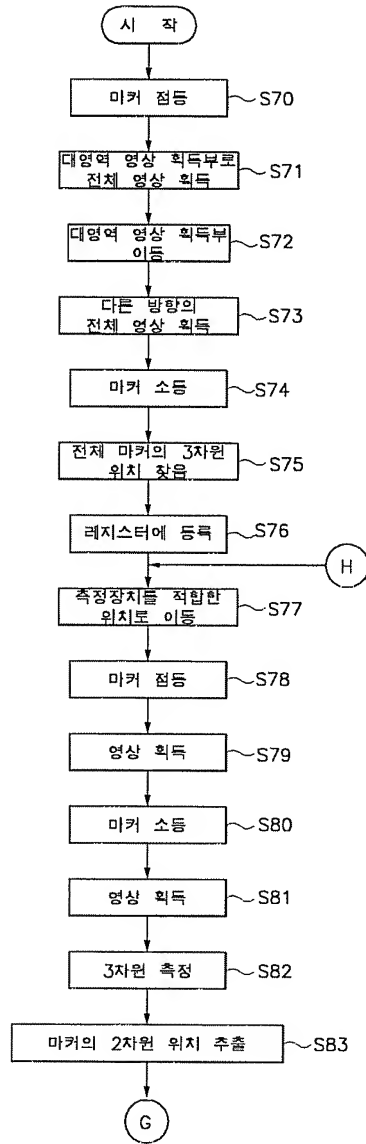 시 작
마커 점등
S70
대영역 영상 획득부로
전체 영상 획득
S71
대영역 영상 획득부
이동
S72
다른 방향의
전체 영상 획득
S73
마커 소등
S74
전체 마커의 3차원
위치 찾음
S75
레지스터에 등록
S76
H
측정장치를 적합한
위치로 이동
S77
마커 점등
S78
영상 획득
S79
마커 소등
S80
영상 획득
S81
3차원 측정
S82
마커의 2차원 위치 추출
S83
G